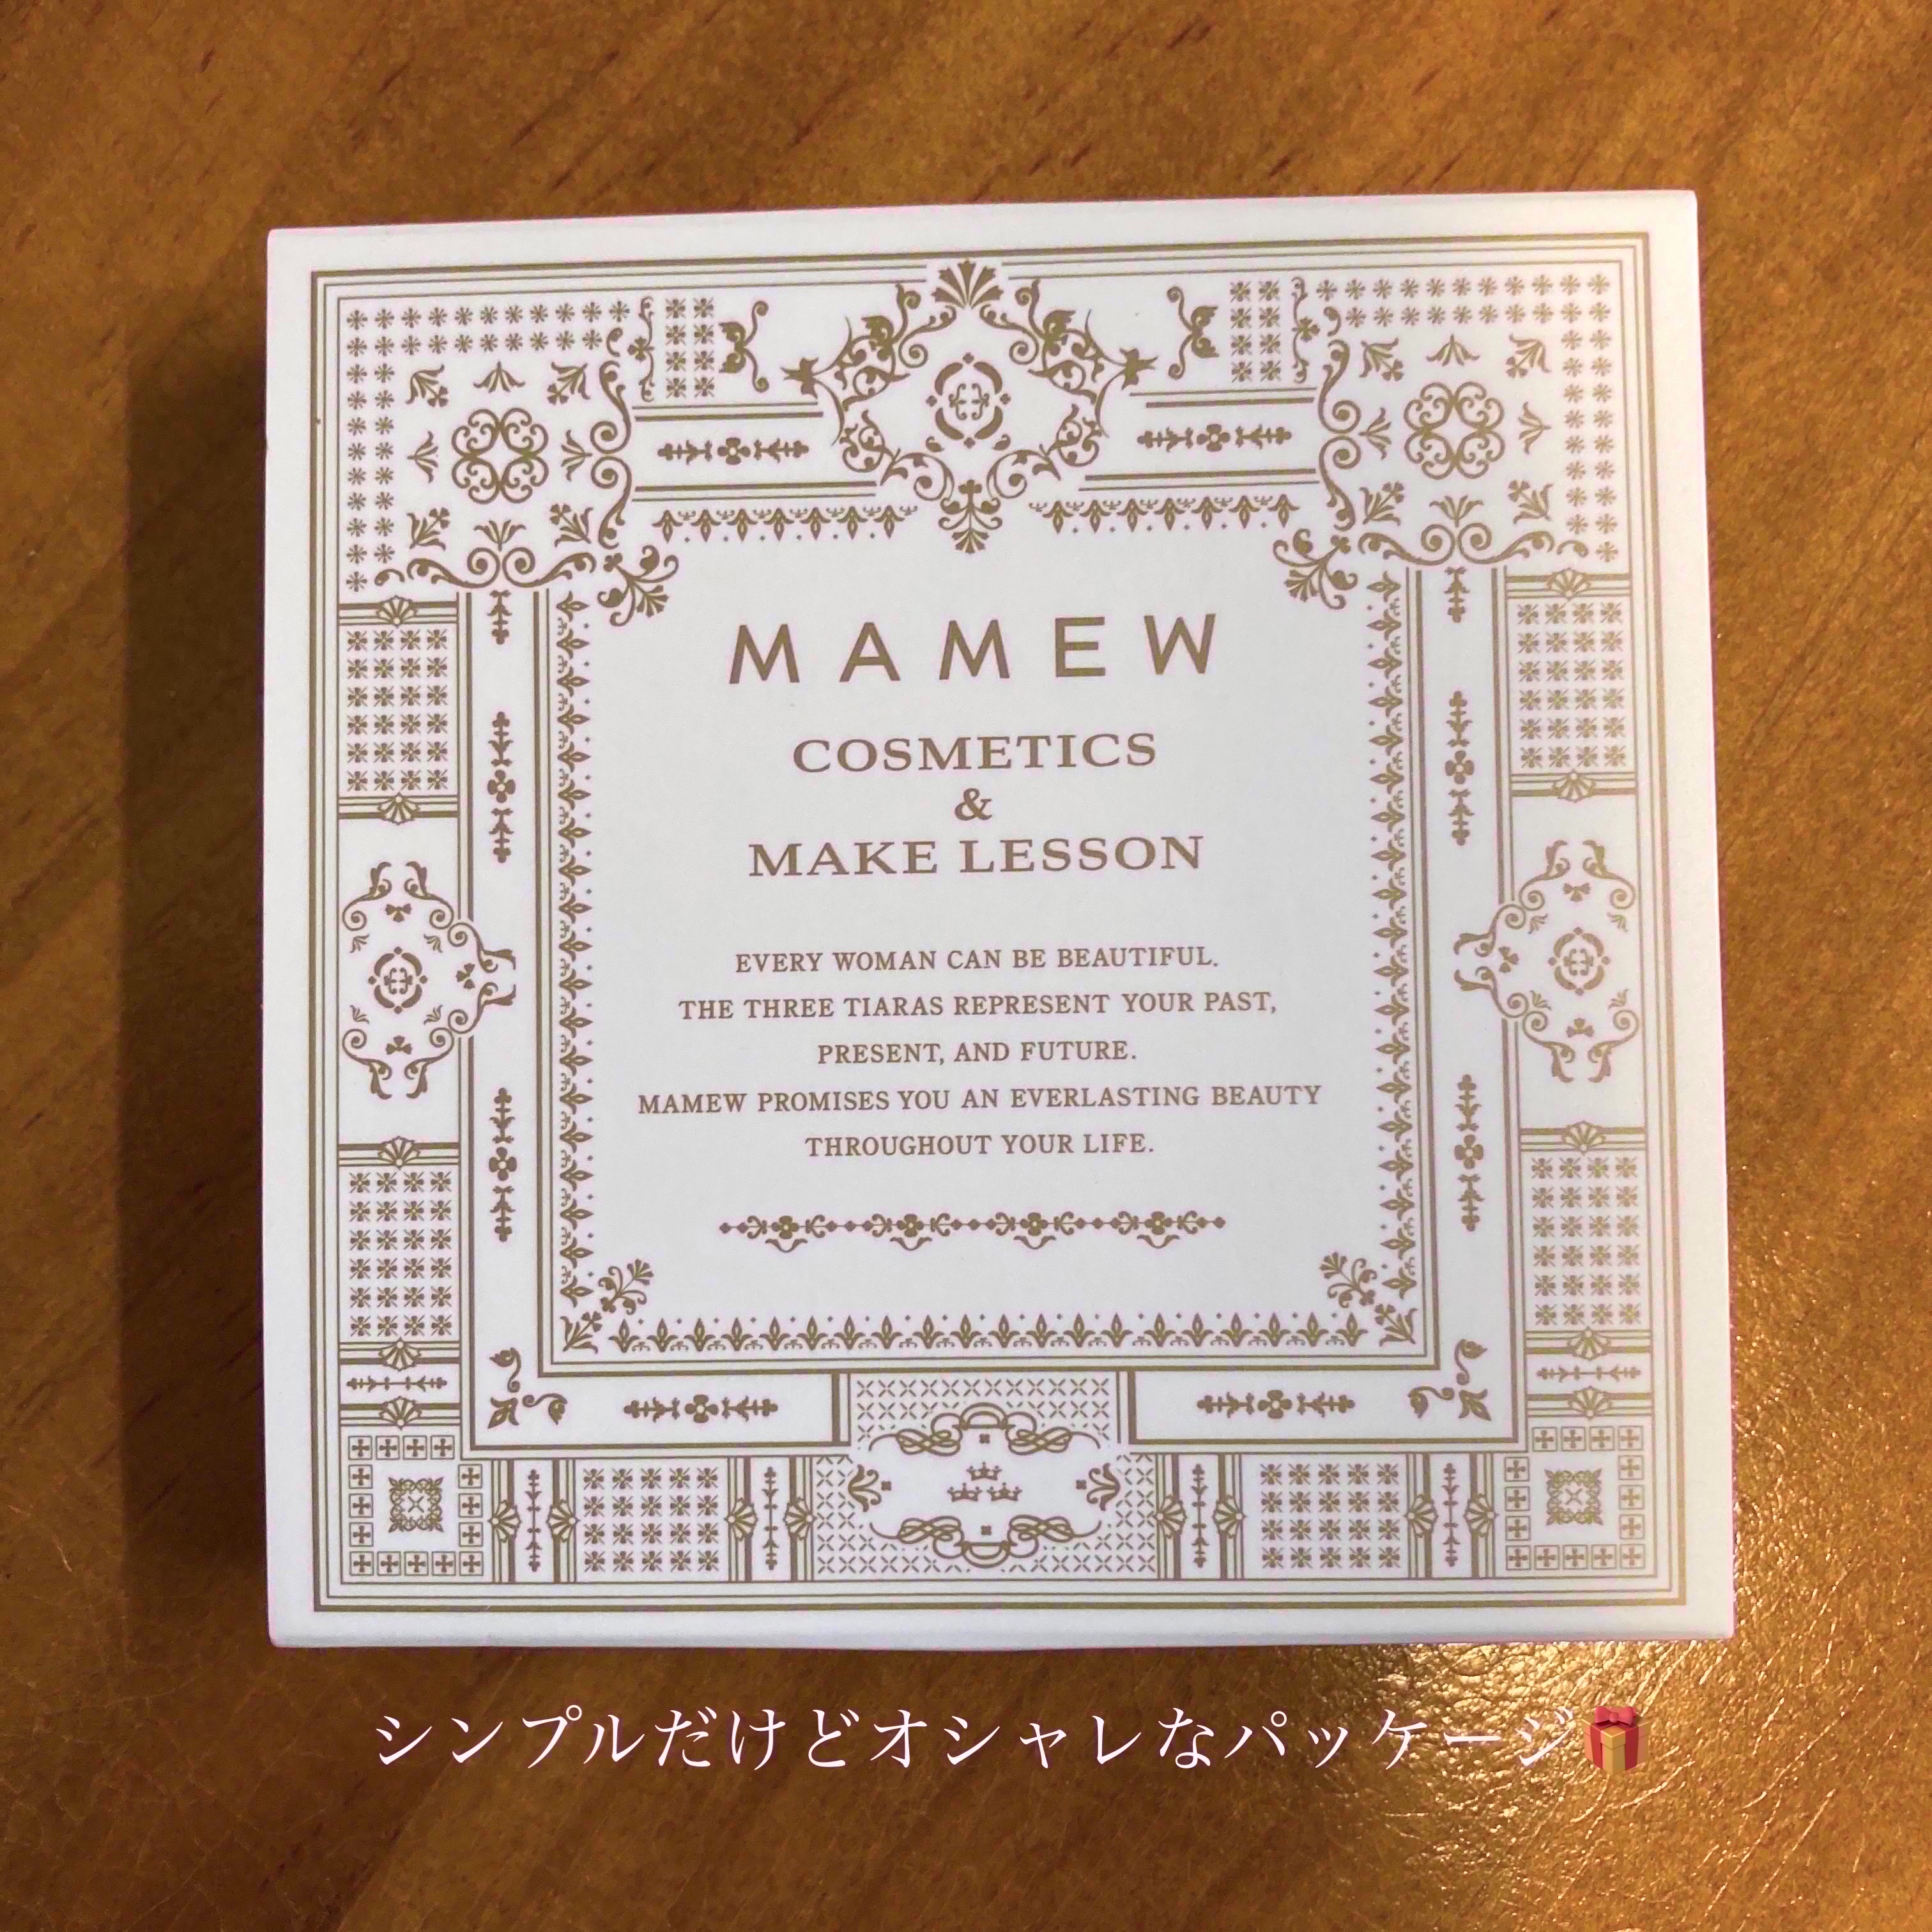 MAMEW
COSMETICS
&
MAKE LESSON
EVERY WOMAN CAN BE BEAUTIFUL.
THE THREE TIARAS REPRESENT YOUR PAST,
PRESENT, AND FUTURE.
MAMEW PROMISES YOU AN EVERLASTING BEAUTY
THROUGHOUT YOUR LIFE.
シンプルだけどオシャレなパッケージ🎁